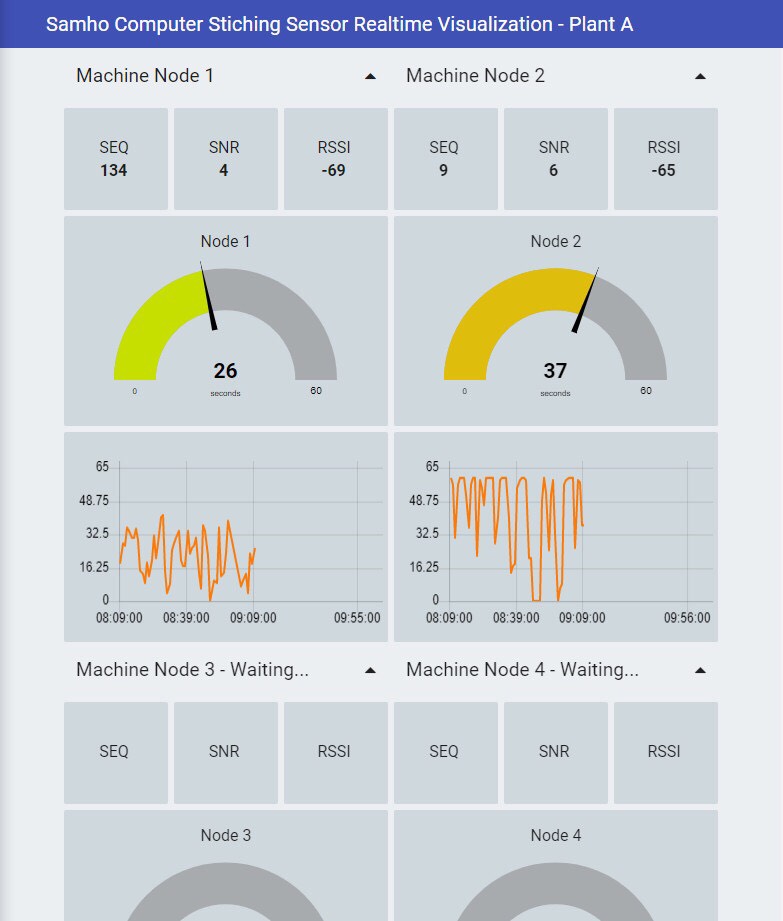 Samho Computer Stiching Sensor Realtime Visualization - Plant A
Machine Node 1
Machine Node 2
SEQ
134
SNR
4
RSSI
-69
SEQ
9
SNR
6
RSSI
-65
Node 1
26
0
seconds
60
Node 2
37
0
seconds
60
65
48.75
32.5
16.25
0
08:09:00 08:39:00 09:09:00 09:55:00
65
48.75
32.5
16.25
0
08:09:00 08:39:00 09:09:00 09:56:00
Machine Node 3 - Waiting...
Machine Node 4 - Waiting...
SEQ
SNR
RSSI
SEQ
SNR
RSSI
Node 3
Node 4